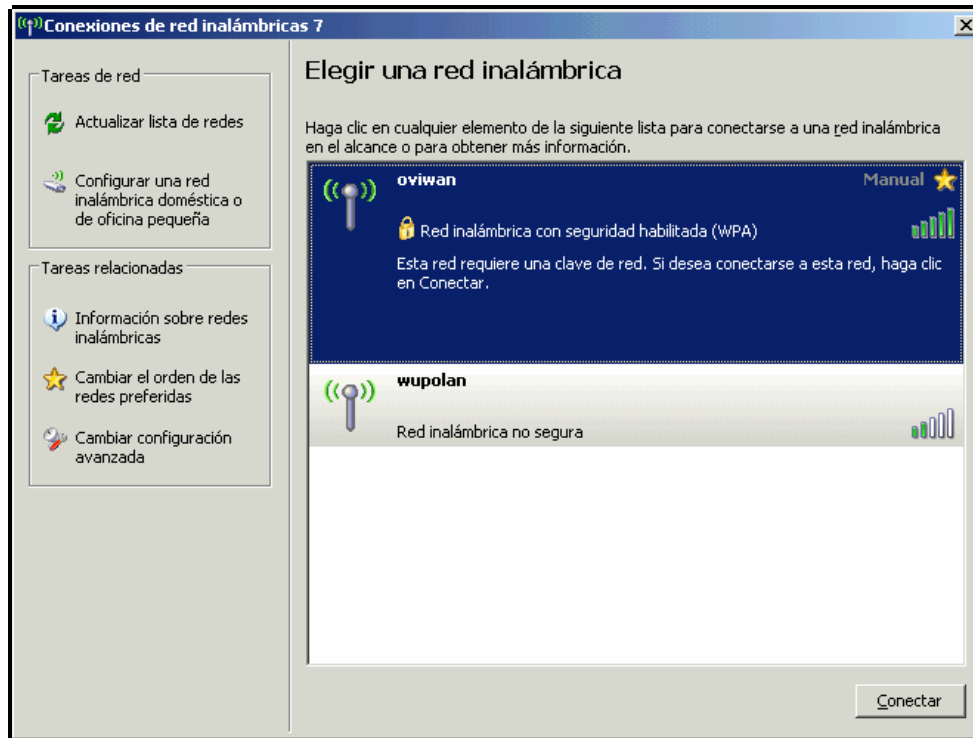 Conexiones de red inalámbricas 7
Tareas de red
Actualizar lista de redes
Configurar una red
inalámbrica doméstica o
de oficina pequeña
Tareas relacionadas
Información sobre redes
inalámbricas
Cambiar el orden de las
redes preferidas
Cambiar configuración
avanzada
Elegir una red inalámbrica
Haga clic en cualquier elemento de la siguiente lista para conectarse a una red inalámbrica
en el alcance o para obtener más información.
oviwan
Manual
Red inalámbrica con seguridad habilitada (WPA)
Esta red requiere una clave de red. Si desea conectarse a esta red, haga clic
en Conectar.
wupolan
Red inalámbrica no segura
Conectar